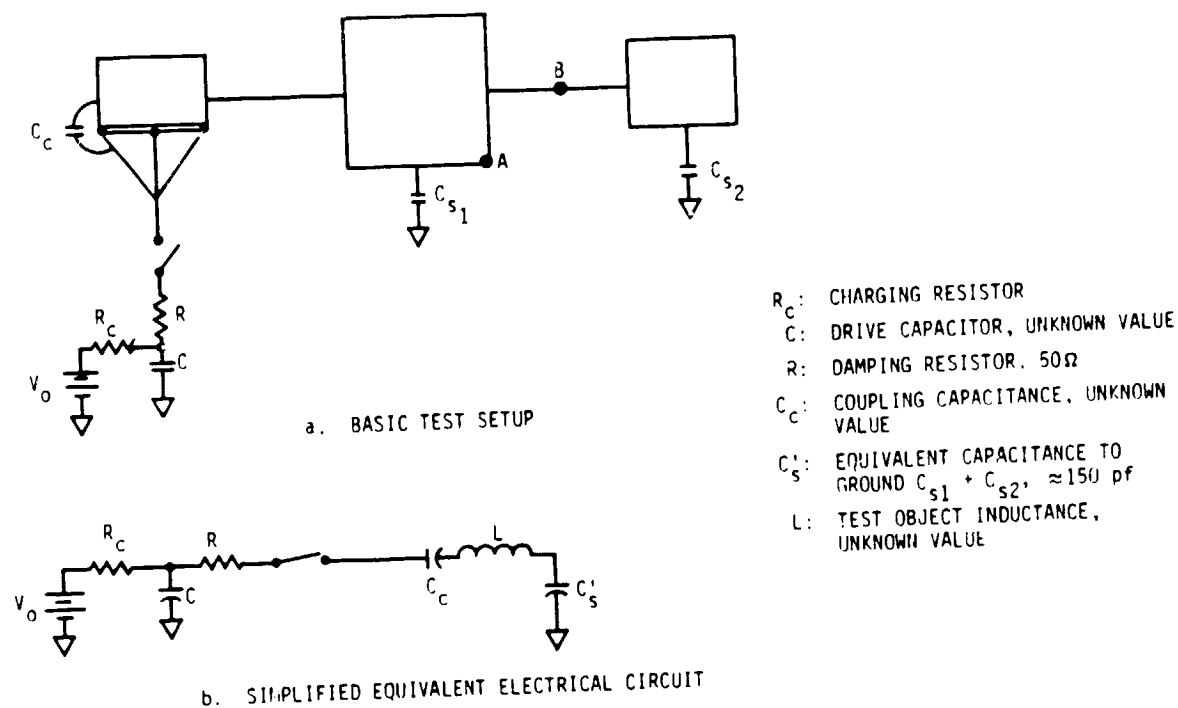 B
C_c
A
C_s1
C_s2
R_c
R
C
V_o
a. BASIC TEST SETUP
R_c: CHARGING RESISTOR
C: DRIVE CAPACITOR, UNKNOWN VALUE
R: DAMPING RESISTOR. 50Ω
C_c: COUPLING CAPACITANCE, UNKNOWN
VALUE
C's: EQUIVALENT CAPACITANCE TO
GROUND C_s1 + C_s2, ≈150 pf
L: TEST OBJECT INDUCTANCE,
UNKNOWN VALUE
R_c
R
L
V_o
C
C_c
C's
b. SIMPLIFIED EQUIVALENT ELECTRICAL CIRCUIT